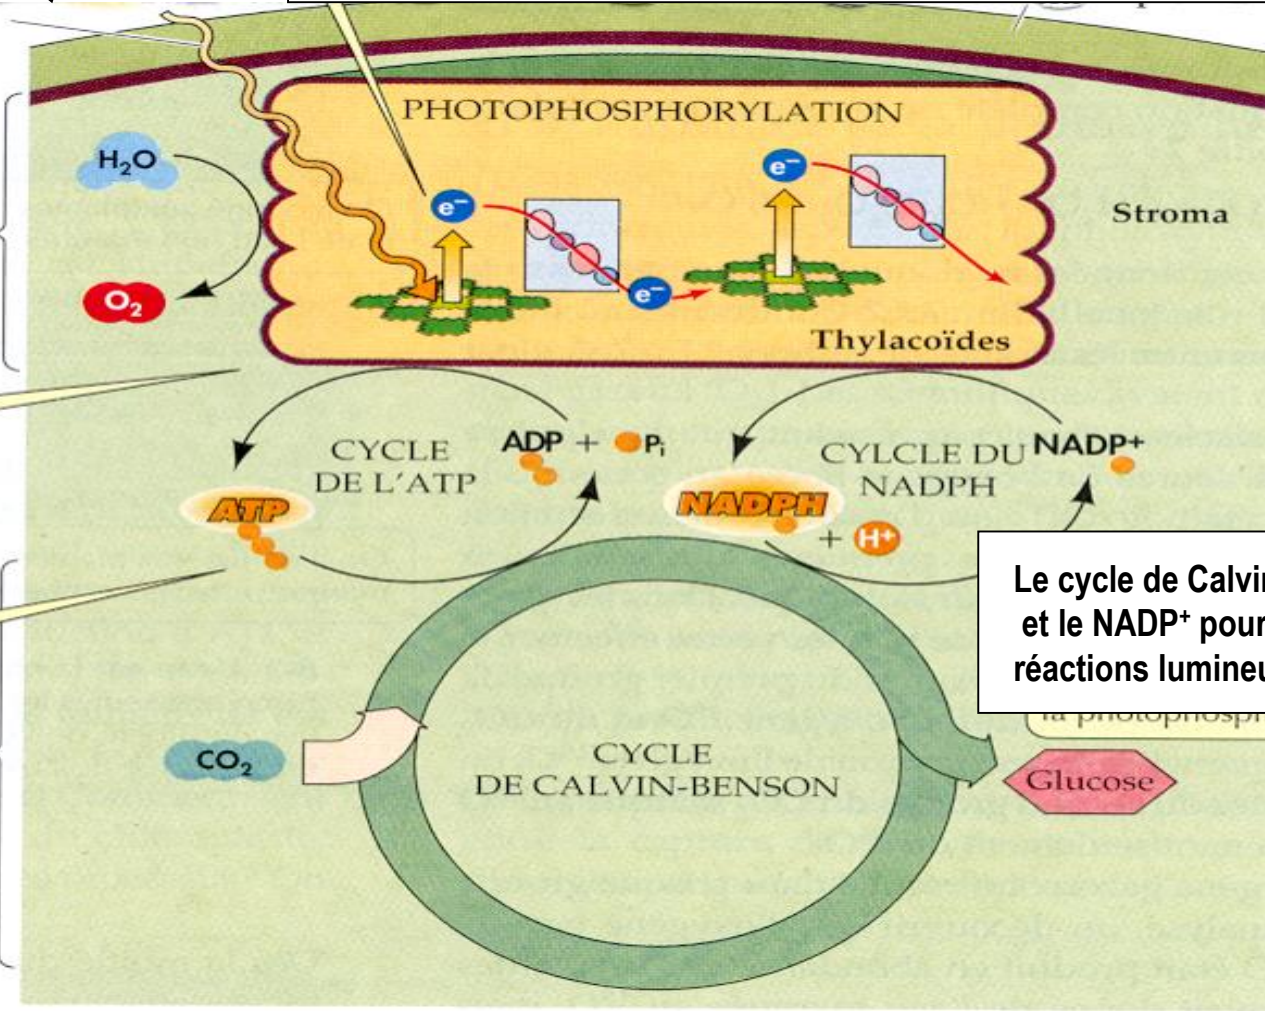 PHOTOPHOSPHORYLATION
H₂O
e⁻
e⁻
Stroma
O₂
e⁻
Thylacoïdes
CYCLE
DE L'ATP
ADP + Pᵢ
CYLCLE DU
NADPH
NADP+
ATP
NADPH
+ H⁺
Le cycle de Calvin
et le NADP⁺ pour
réactions
CO₂
CYCLE
DE CALVIN-BENSON
Glucose